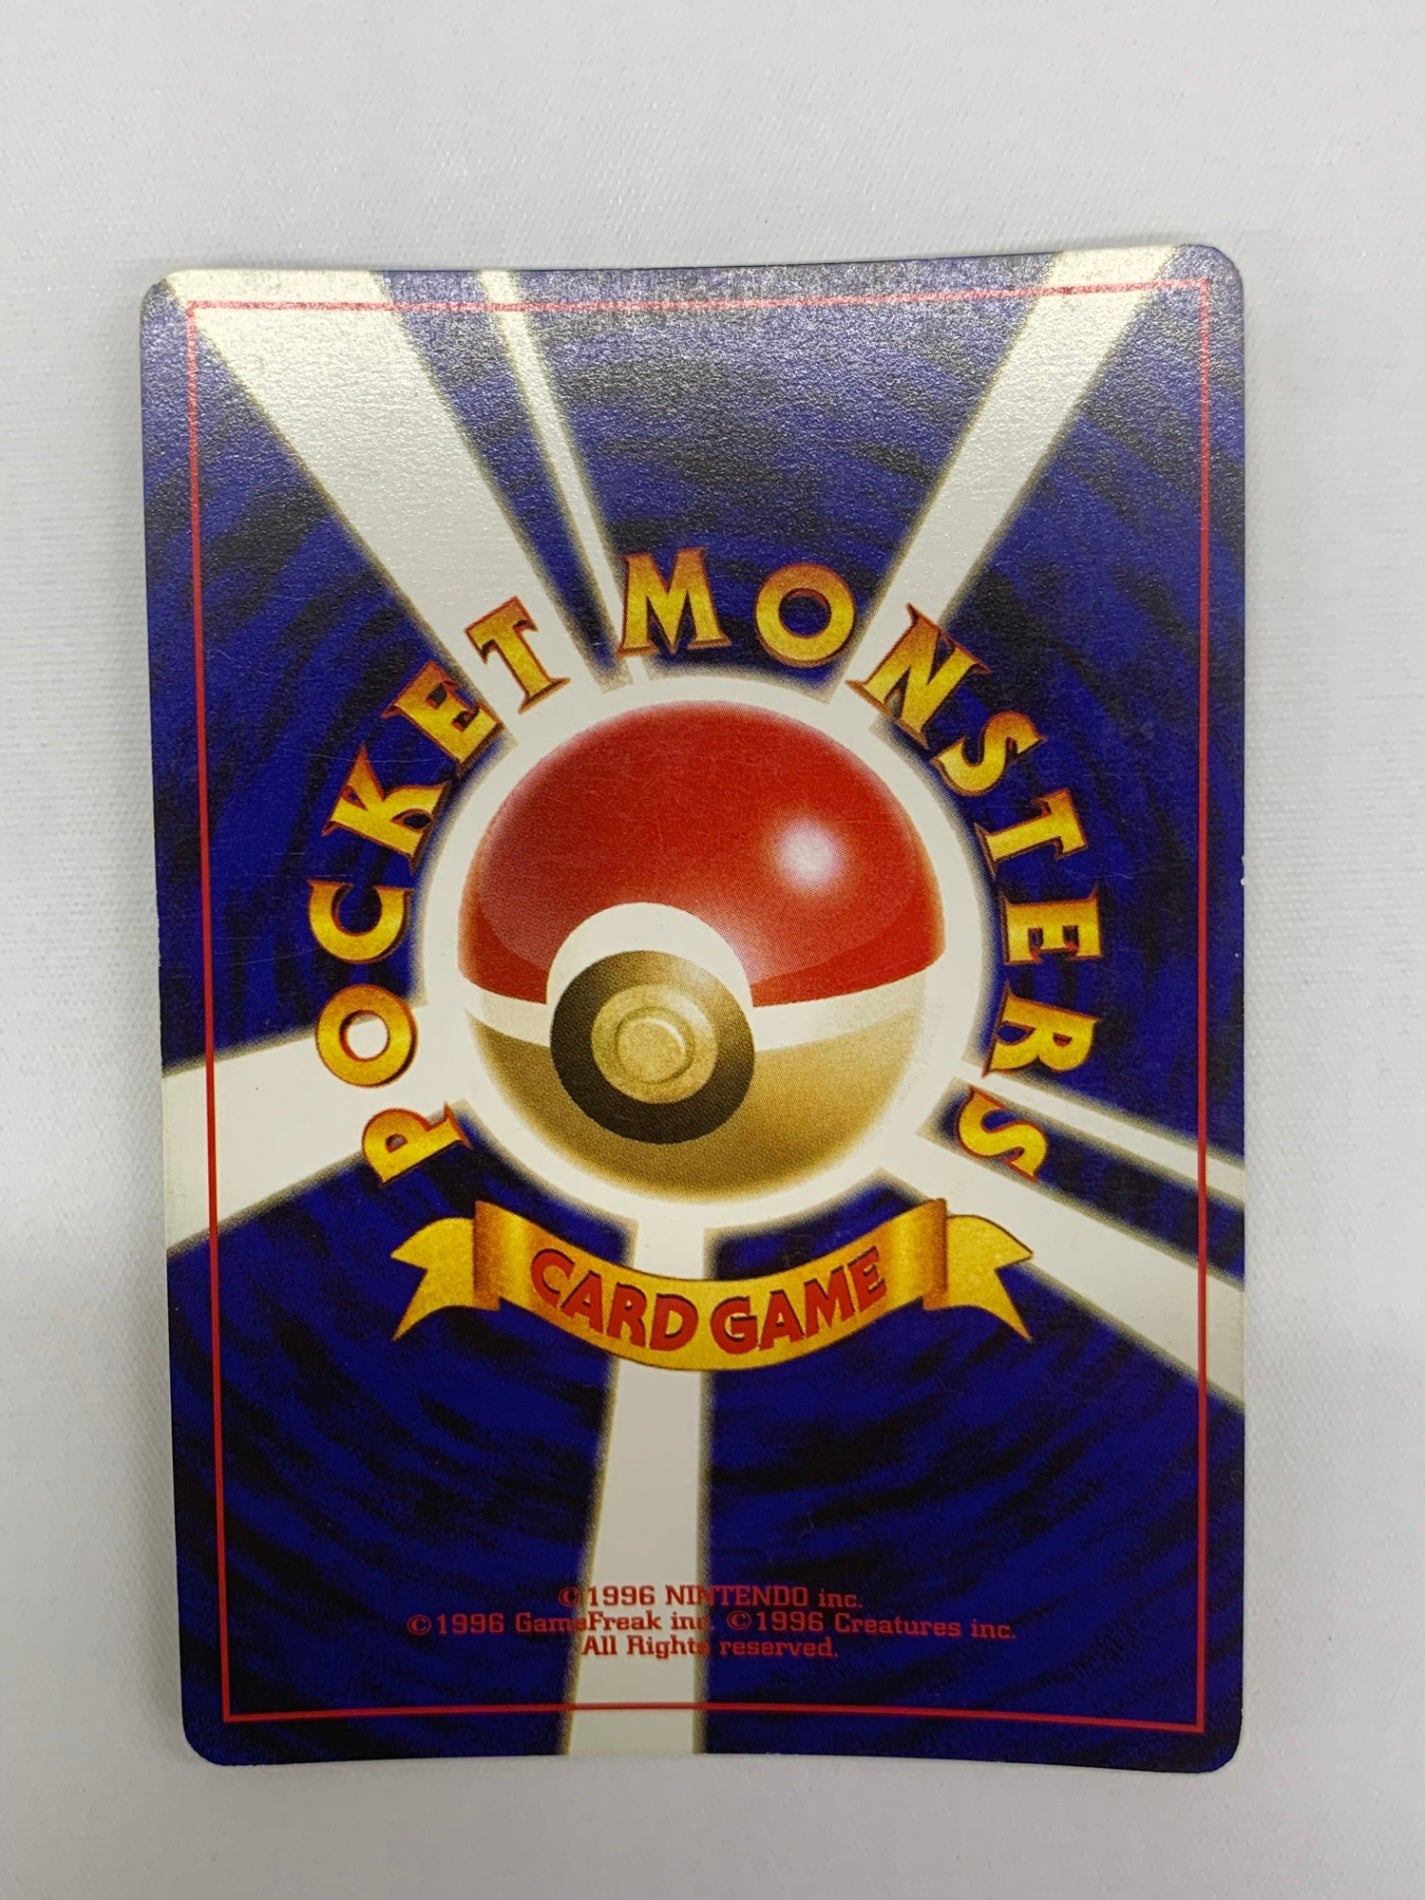 POCKET MONSTERS
CARD GAME
©1996 NINTENDO inc.
©1996 GameFreak inc. ©1996 Creatures inc.
All Rights reserved.